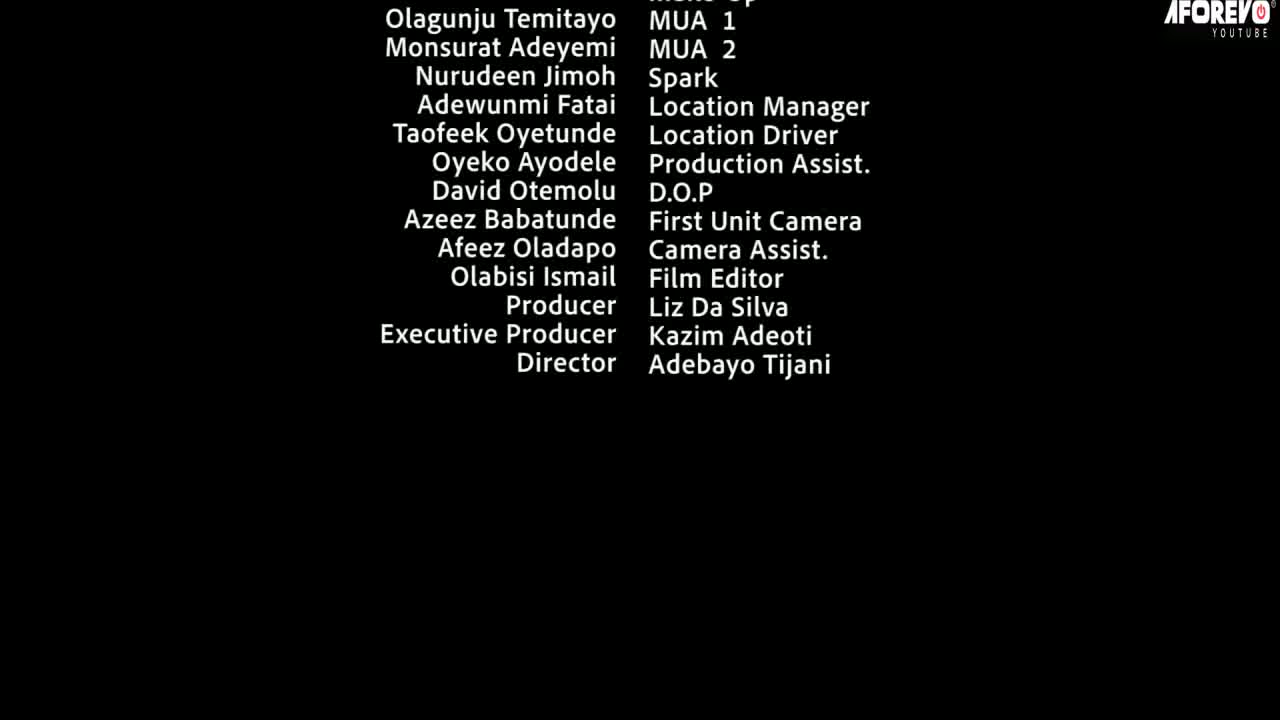 AFOREVO
YOUTUBE
Olagunju Temitayo MUA 1
Monsurat Adeyemi MUA 2
Nurudeen Jimoh Spark
Adewunmi Fatai Location Manager
Taofeek Oyetunde Location Driver
Oyeko Ayodele Production Assist.
David Otemolu D.O.P
Azeez Babatunde First Unit Camera
Afeez Oladapo Camera Assist.
Olabisi Ismail Film Editor
Producer Liz Da Silva
Executive Producer Kazim Adeoti
Director Adebayo Tijani